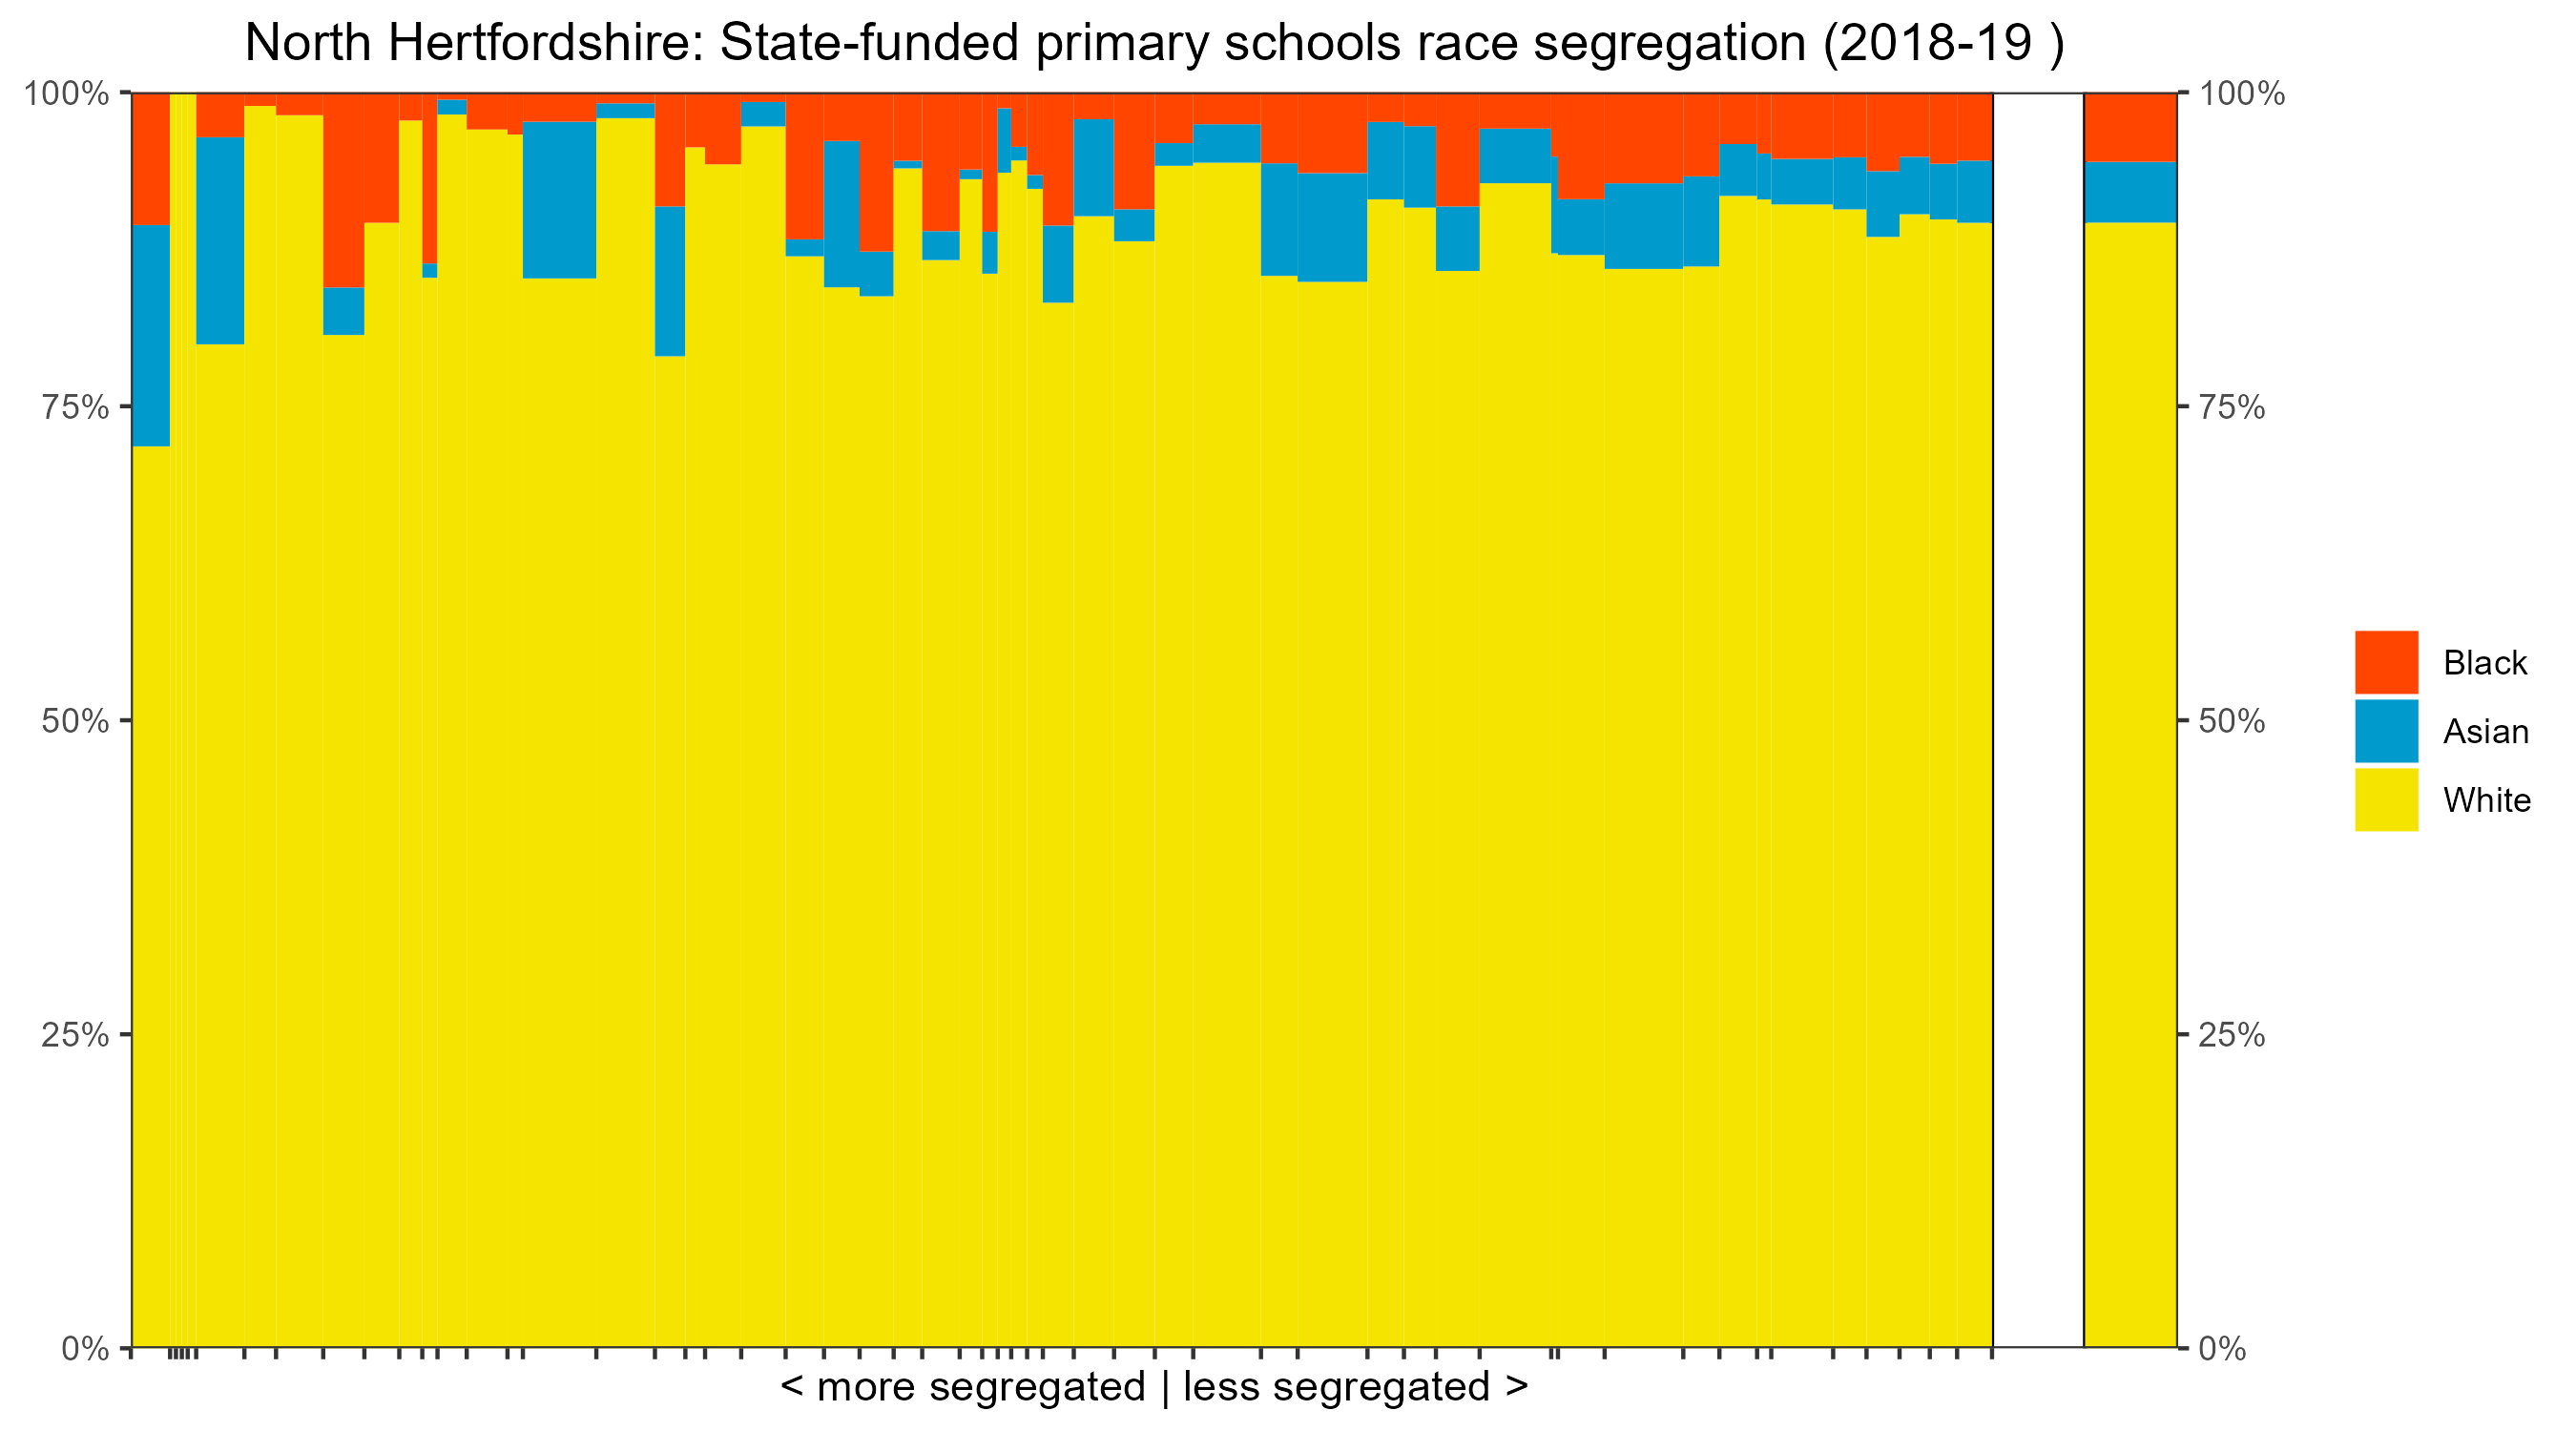 North Hertfordshire: State-funded primary schools race segregation (2018-19 )
100%
75%
50%
25%
0%
100%
75%
50%
25%
0%
Black
Asian
White
< more segregated | less segregated >